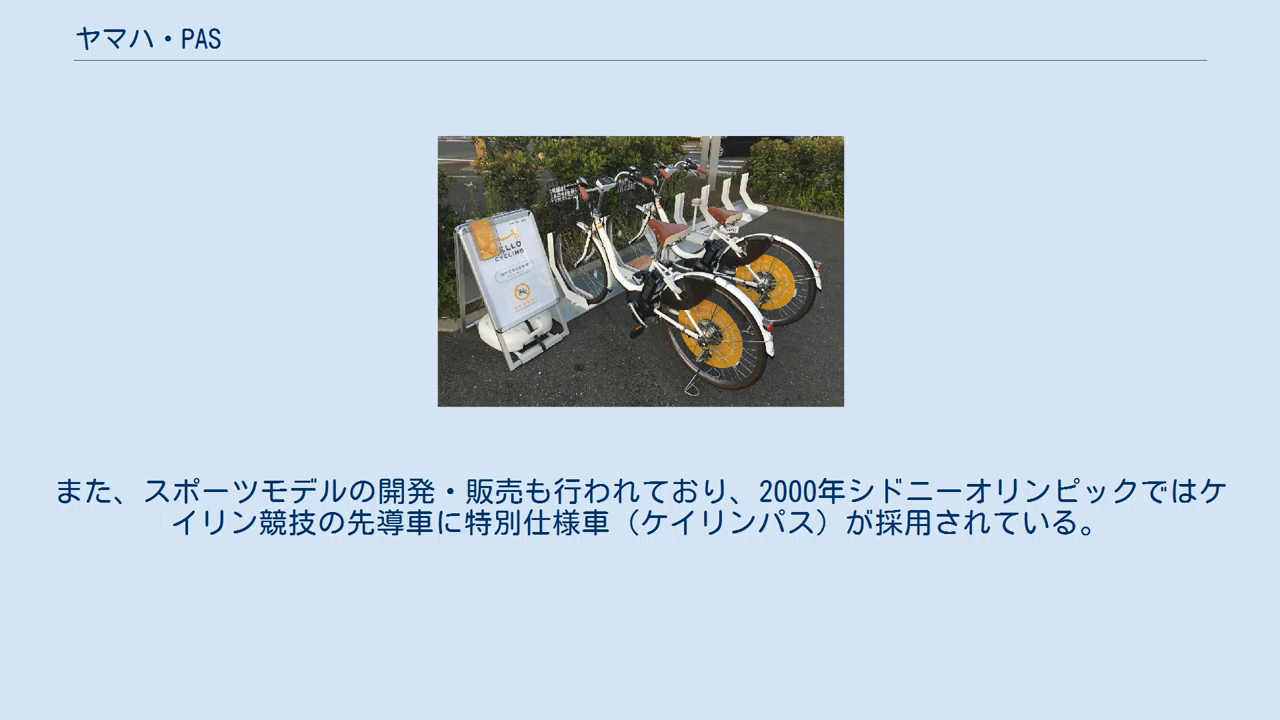 ヤマハ・PAS
HELLO
CYCLING
また、スポーツモデルの開発・販売も行われており、2000年シドニーオリンピックではケ
イリン競技の先導車に特別仕様車（ケイリンパス）が採用されている。